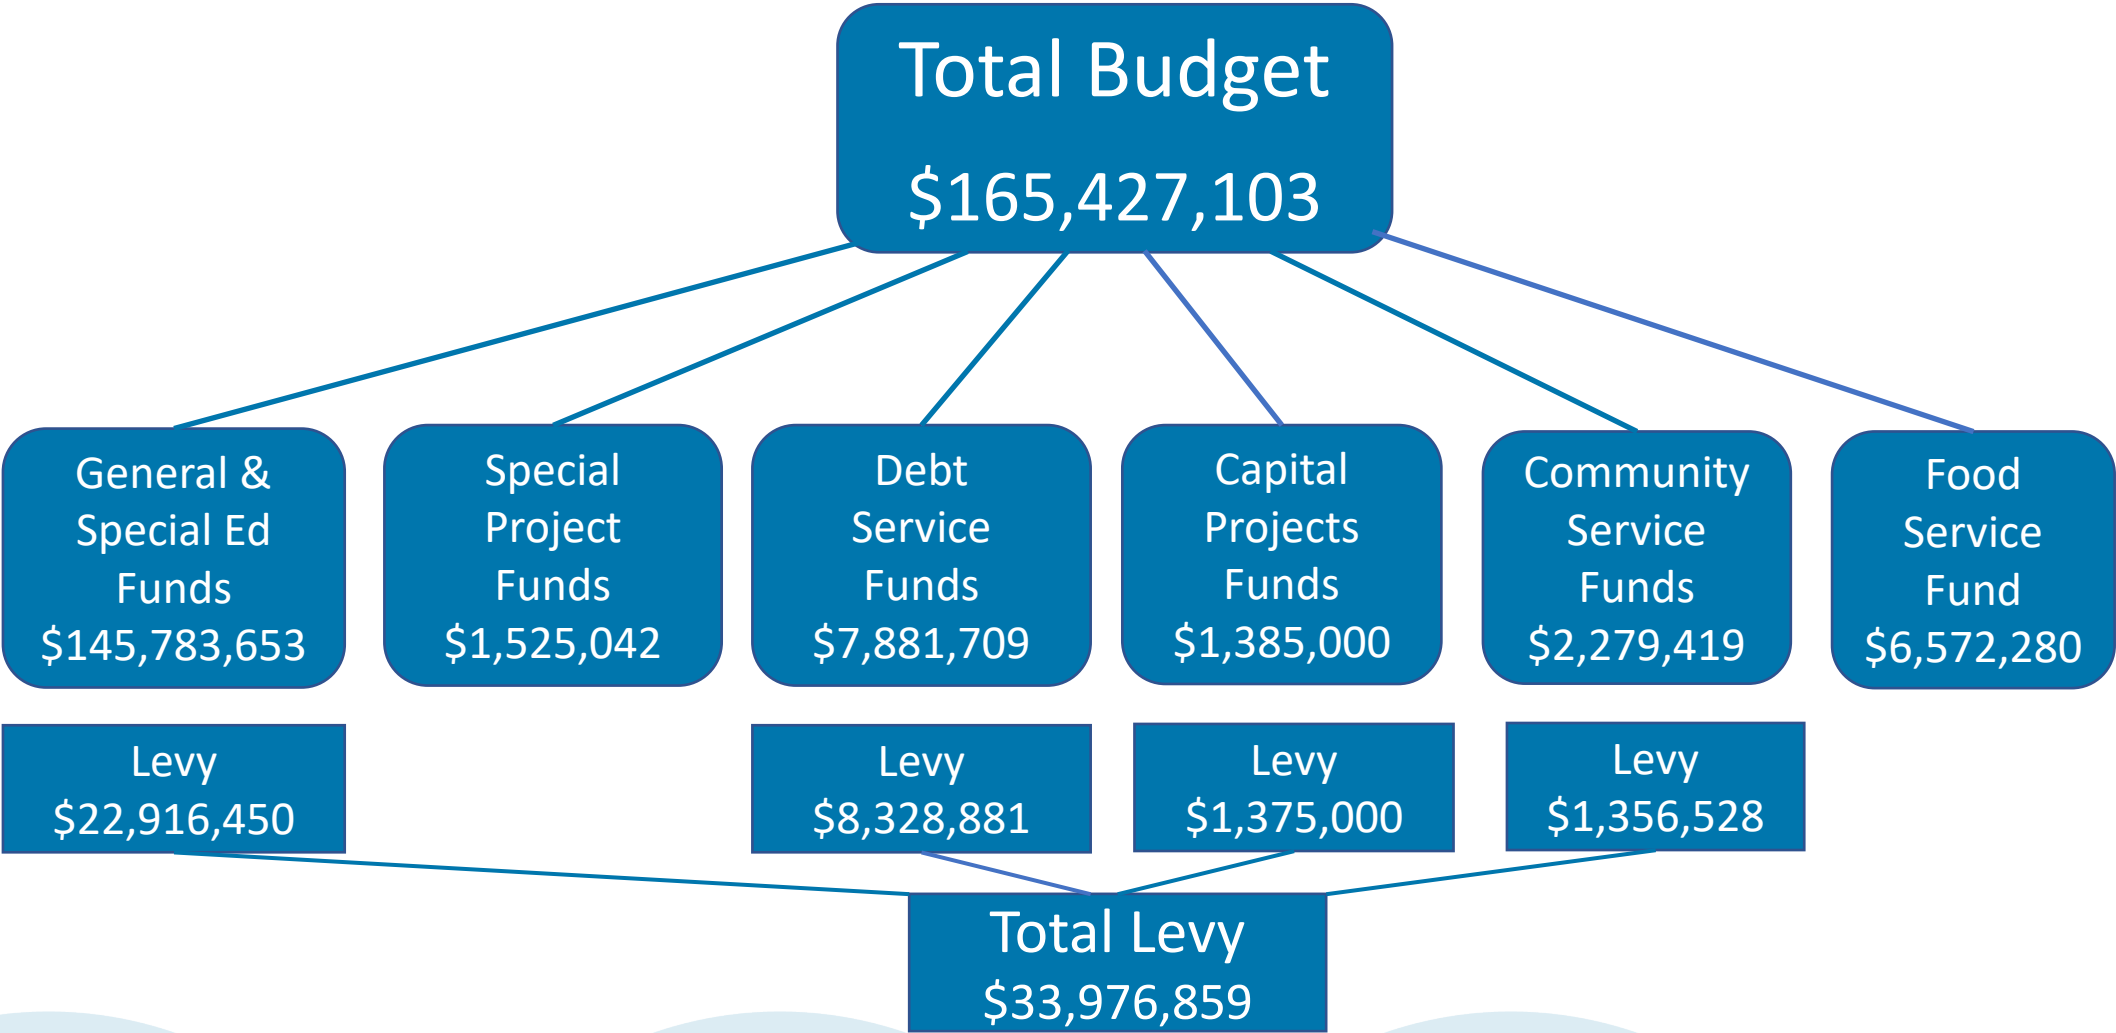 Total Budget
$165,427,103
General &
Special Ed
Funds
$145,783,653
Special
Project
Funds
$1,525,042
Debt
Service
Funds
$7,881,709
Capital
Projects
Funds
$1,385,000
Community
Service
Funds
$2,279,419
Food
Service
Fund
$6,572,280
Levy
$22,916,450
Levy
$8,328,881
Levy
$1,375,000
Levy
$1,356,528
Total Levy
$33,976,859